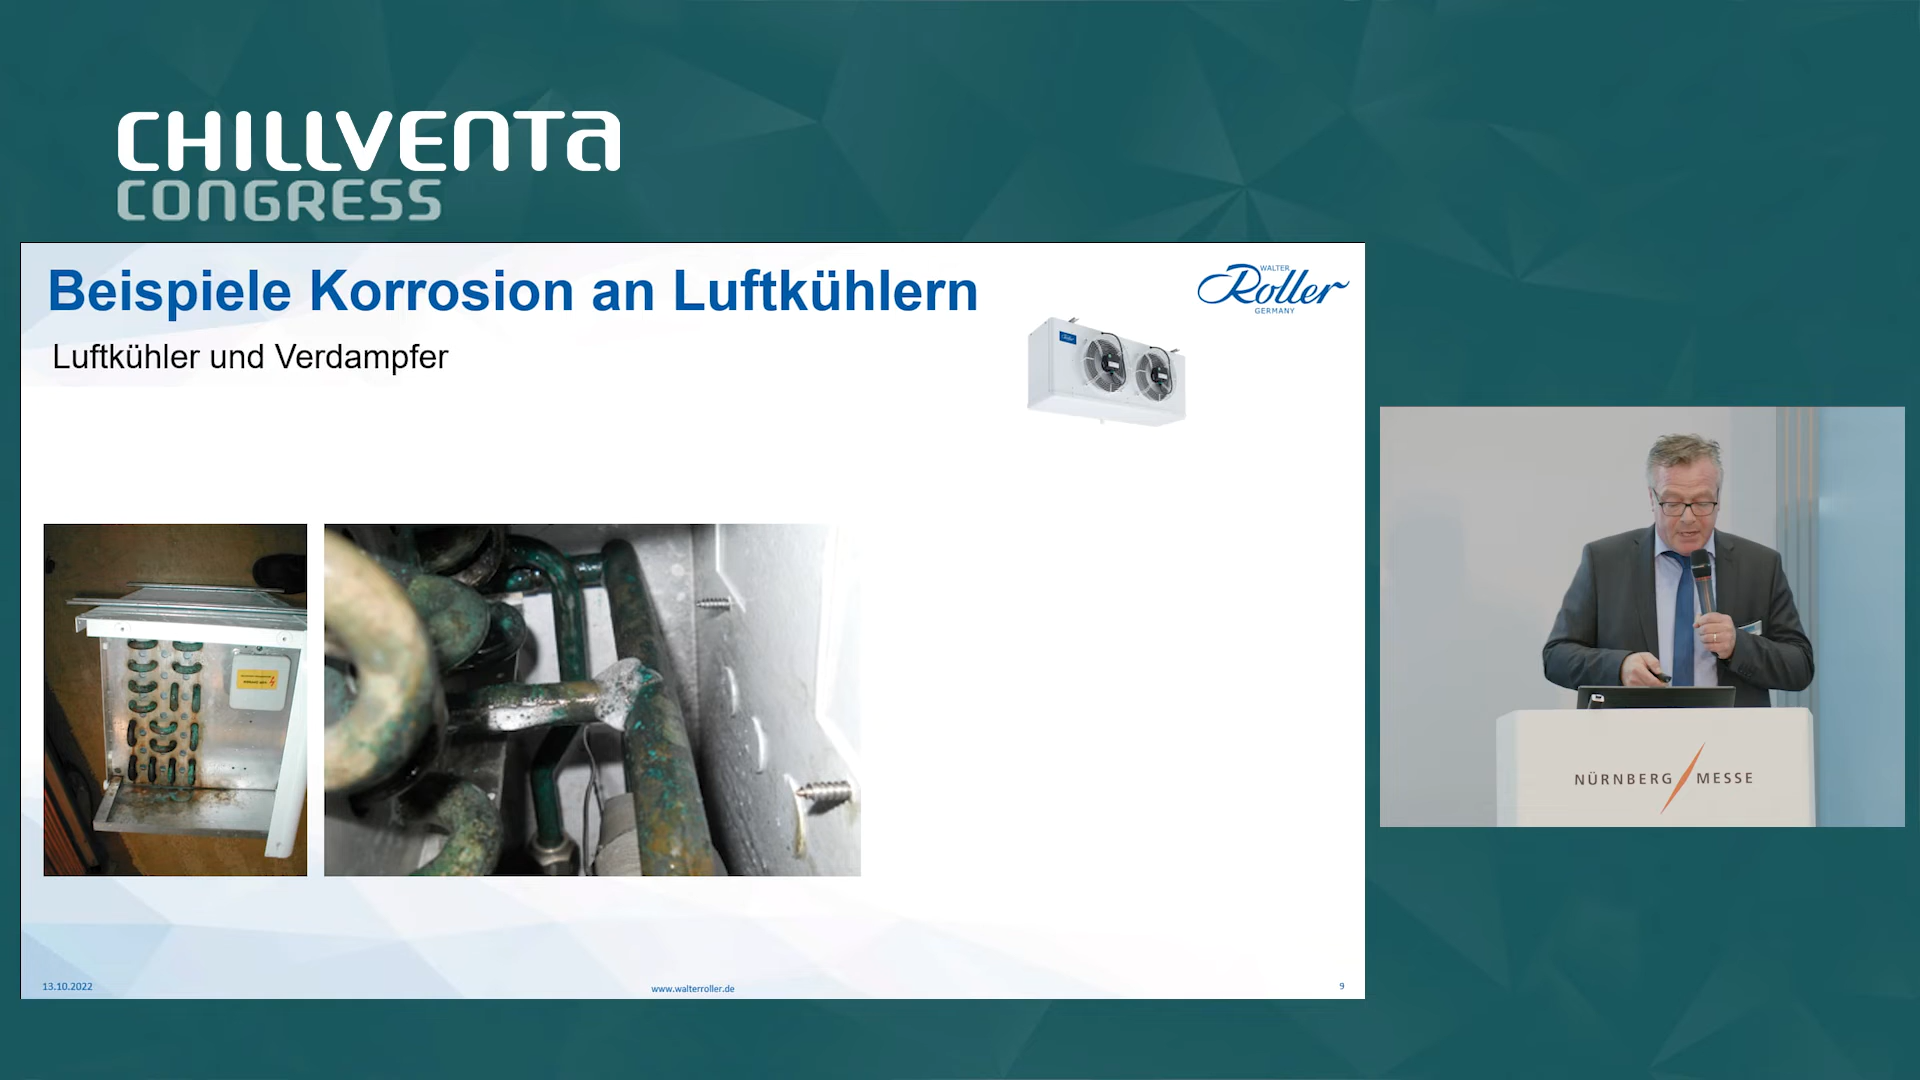 CHILLVENTA
CONGRESS
Beispiele Korrosion an Luftkühlern
WALTER
Roller
GERMANY
Luftkühler und Verdampfer
NÜRNBERG MESSE
13.10.2022
www.walterroller.de
9